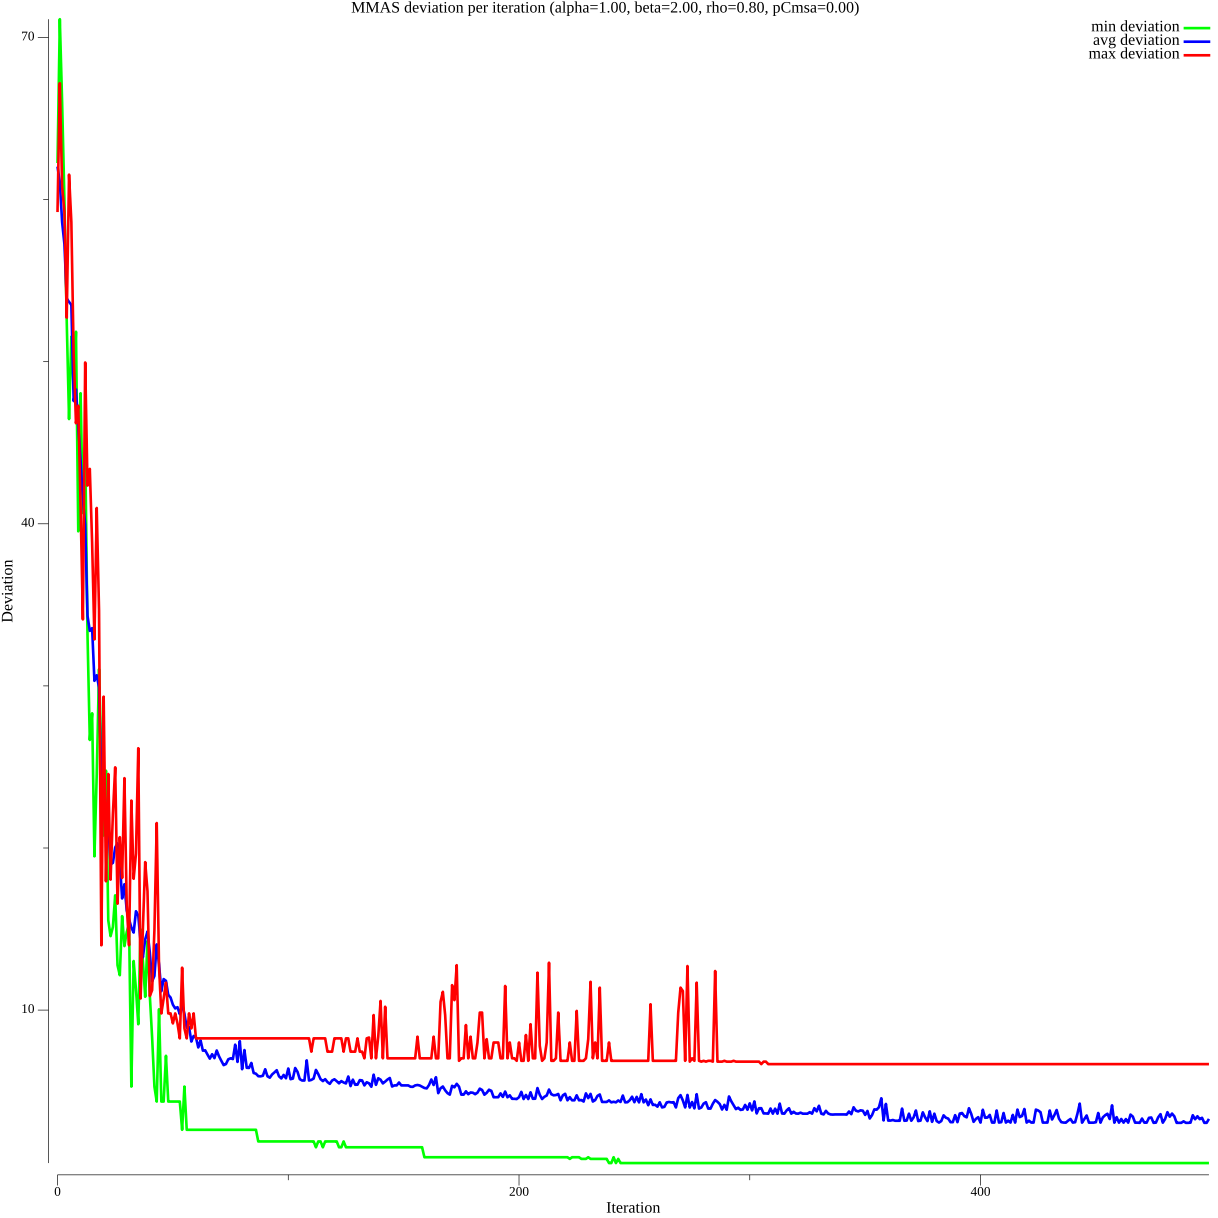 MMAS deviation per iteration (alpha=1.00, beta=2.00, rho=0.80, pCmsa=0.00)
min deviation
avg deviation
max deviation
70
40
10
Deviation
0
200
400
Iteration